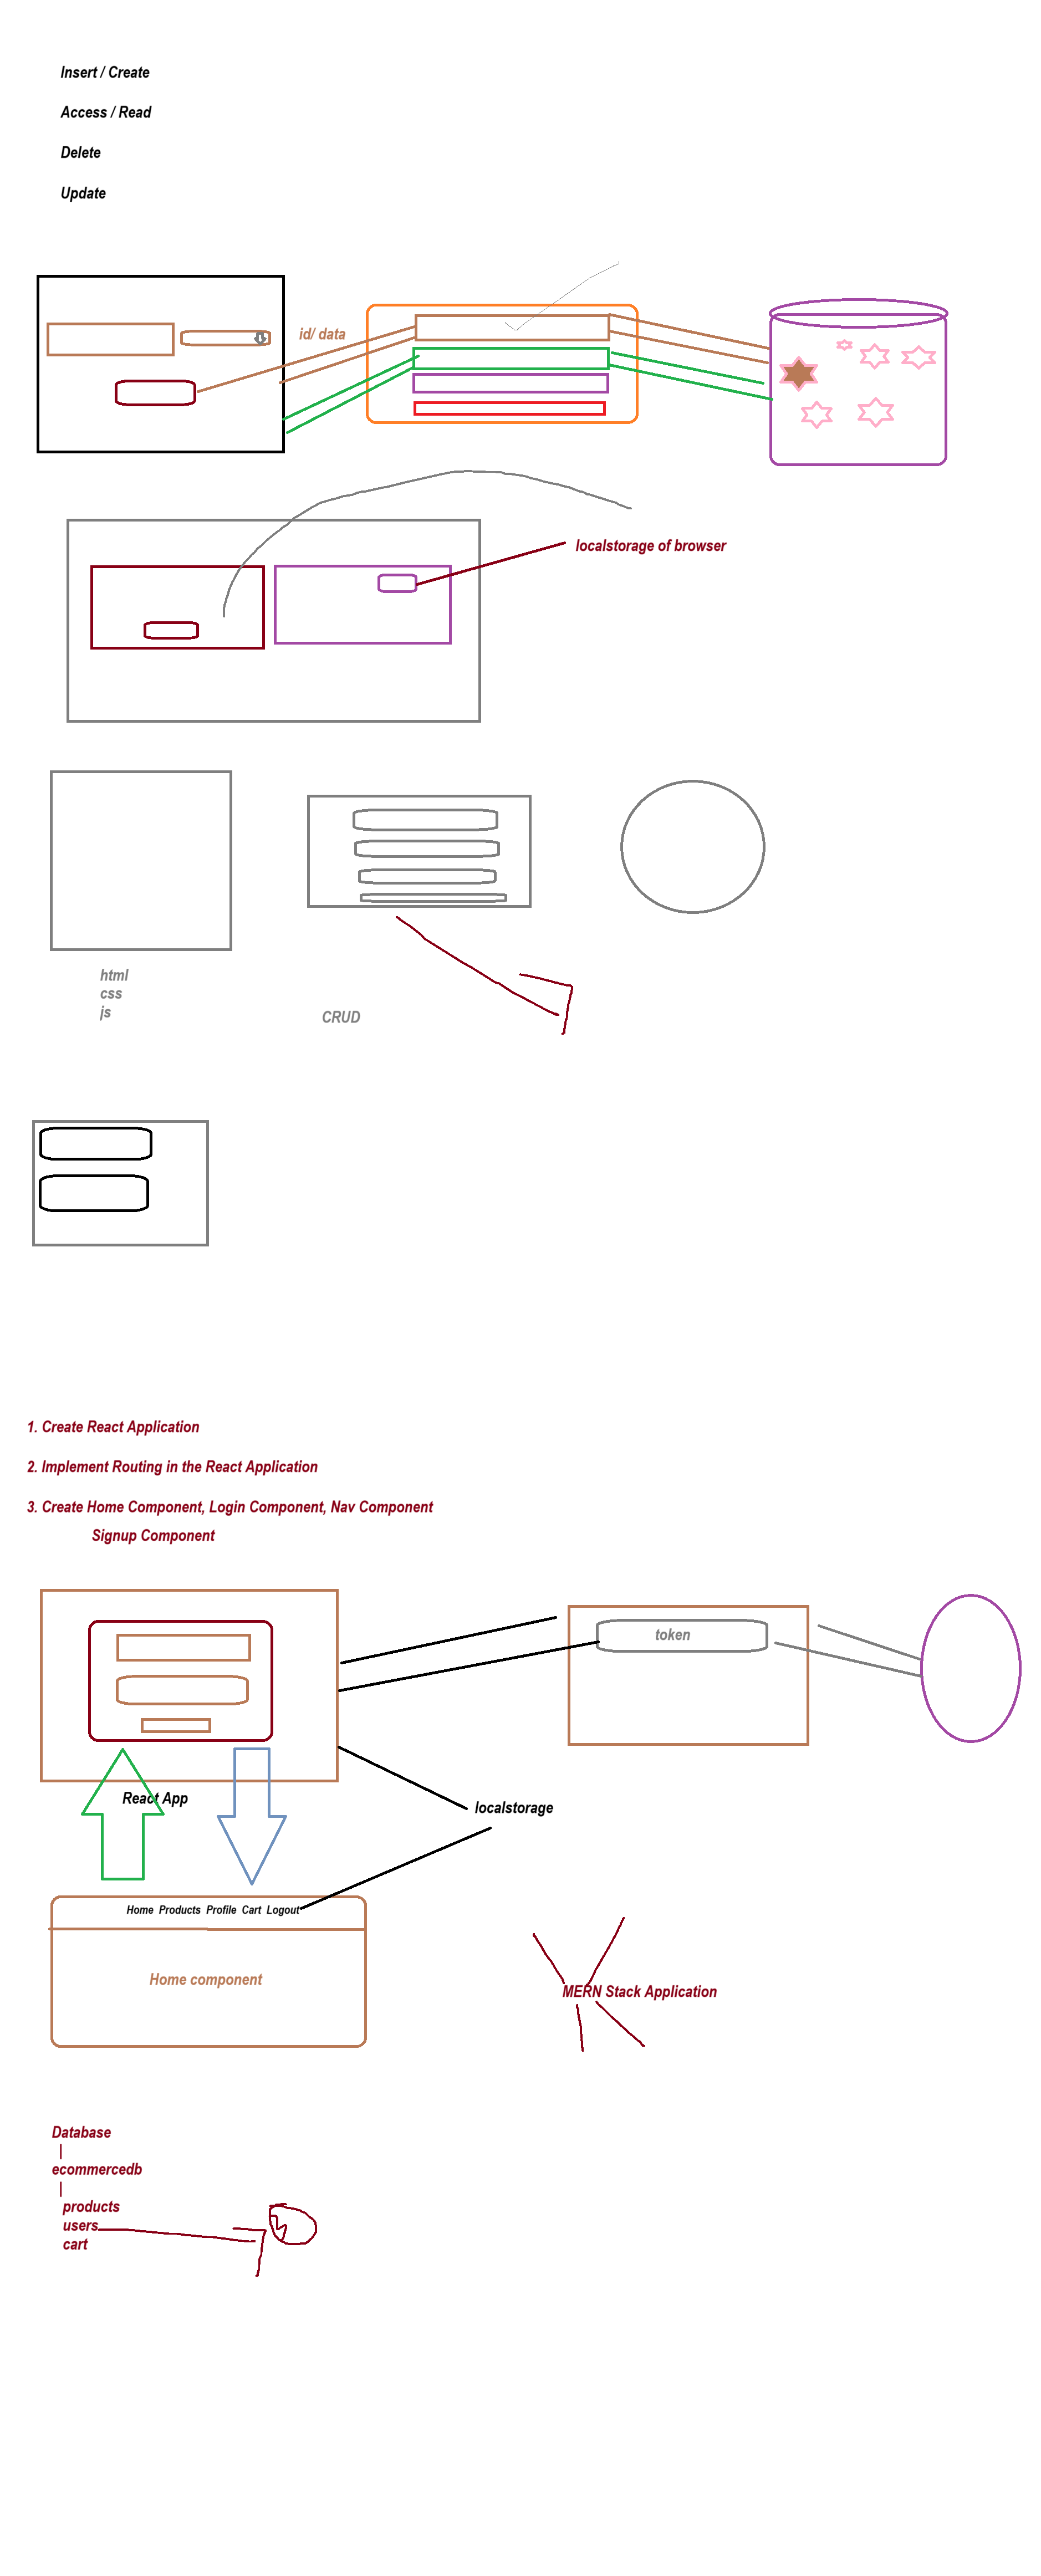 Insert / Create
Access / Read
Delete
Update
id/ data
localstorage of browser
html
css
js
CRUD
1. Create React Application
2. Implement Routing in the React Application
3. Create Home Component, Login Component, Nav Component
Signup Component
token
React App
localstorage
Home Products Profile Cart Logout
Home component
MERN Stack Application
Database
|
ecommercedb
|
products
users
cart